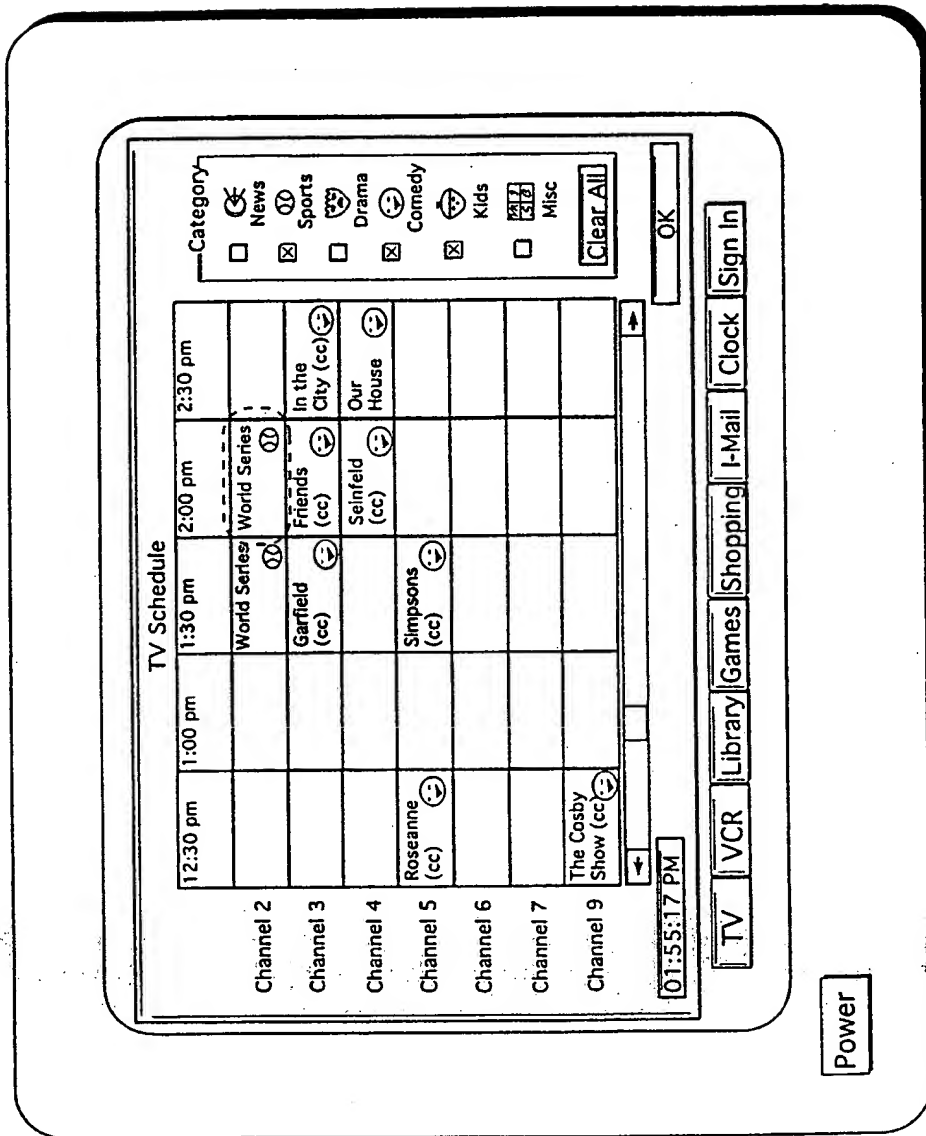 TV Schedule
12:30 pm 1:00 pm 1:30 pm 2:00 pm 2:30 pm
Channel 2 World Series World Series
Channel 3 Garfield (cc) Friends (cc) In the City (cc)
Channel 4 Seinfeld (cc) Our House
Channel 5 Roseanne (cc) Simpsons (cc)
Channel 6
Channel 7
Channel 9 The Cosby Show (cc)
Category
News
Sports
Drama
Comedy
Kids
Misc
Clear All
01:55:17 PM
OK
TV VCR Library Games Shopping I-Mail Clock Sign In
Power